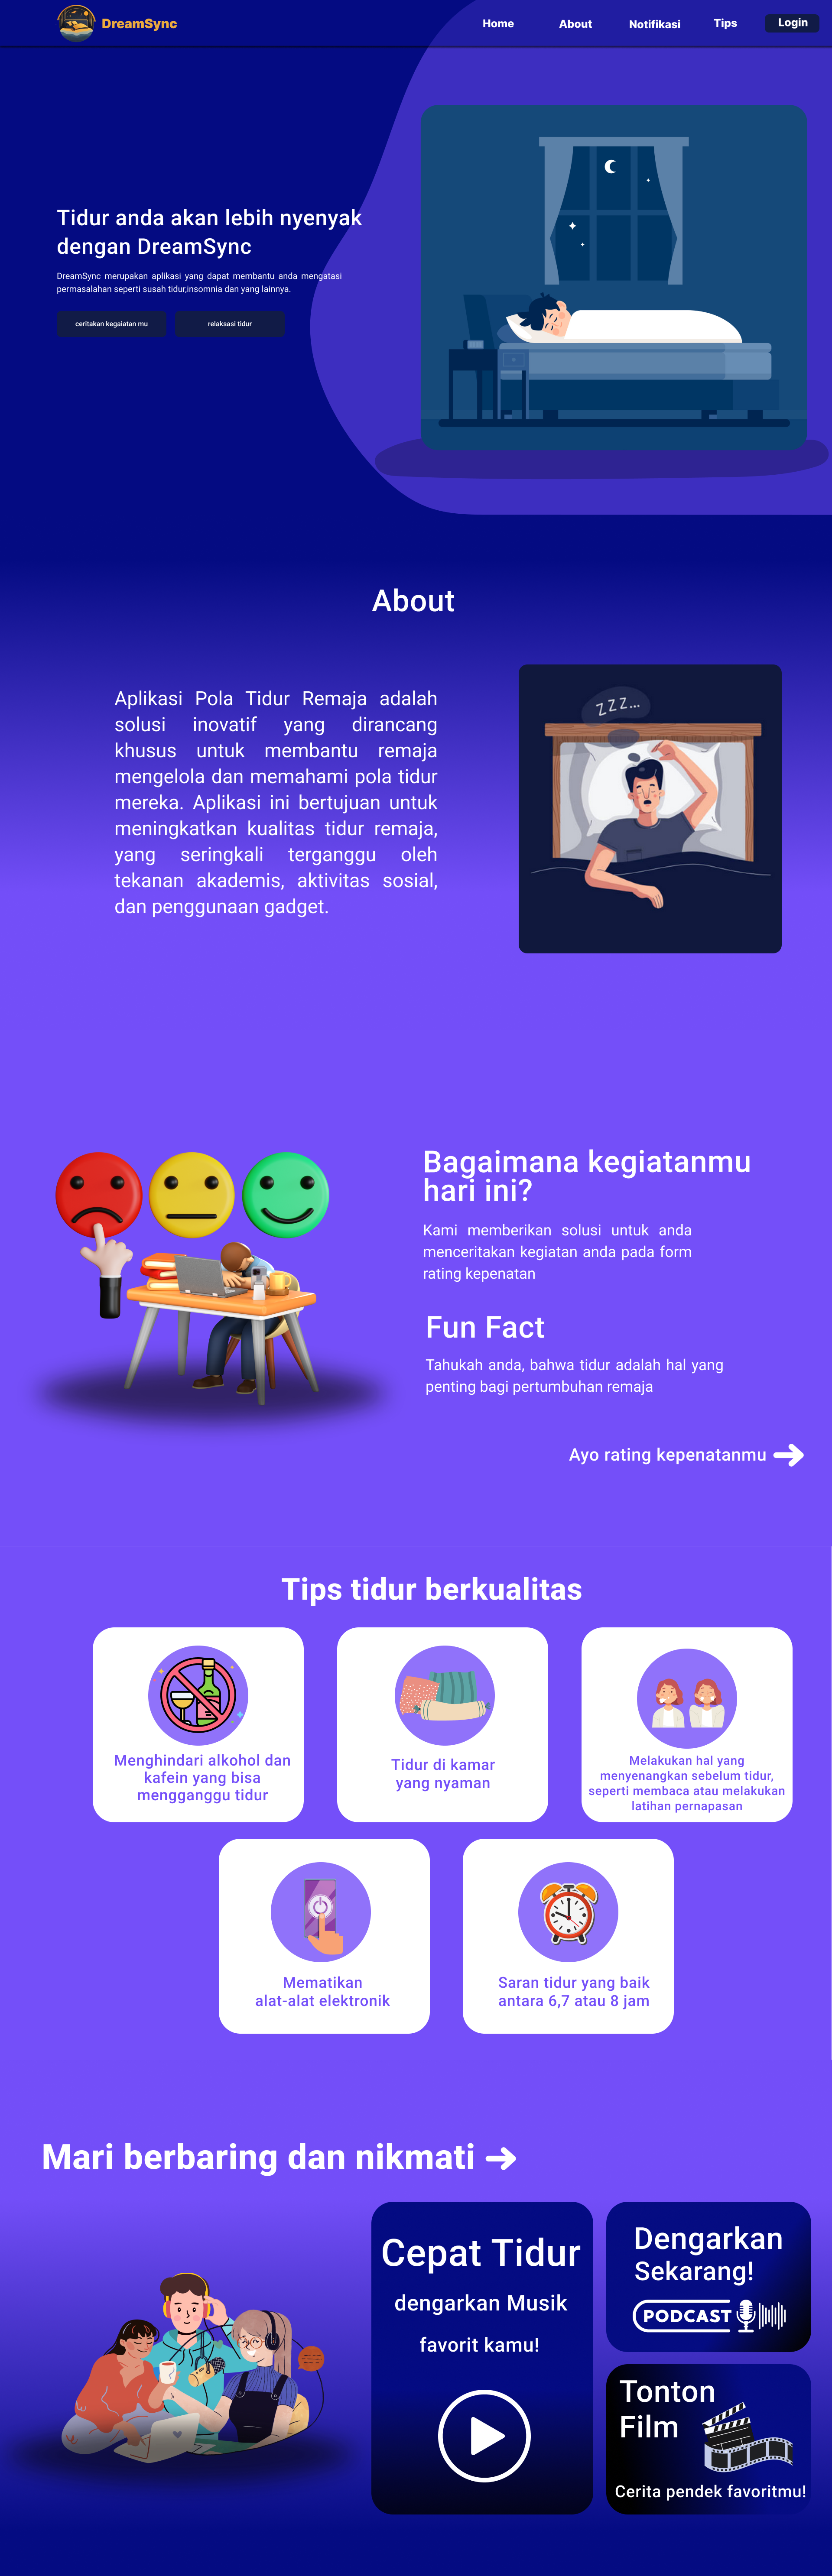 DreamSync
Home
About
Notifikasi
Tips
Login
Tidur anda akan lebih nyenyak
dengan DreamSync
DreamSync merupakan aplikasi yang dapat membantu anda mengatasi
permasalahan seperti susah tidur,insomnia dan yang lainnya.
ceritakan kegaiatan mu
relaksasi tidur
About
Aplikasi Pola Tidur Remaja adalah
solusi inovatif yang dirancang
khusus untuk membantu remaja
mengelola dan memahami pola tidur
mereka. Aplikasi ini bertujuan untuk
meningkatkan kualitas tidur remaja,
yang seringkali terganggu oleh
tekanan akademis, aktivitas sosial,
dan penggunaan gadget.
ZZZ...
Bagaimana kegiatanmu
hari ini?
Kami memberikan solusi untuk anda
menceritakan kegiatan anda pada form
rating kepenatan
Fun Fact
Tahukah anda, bahwa tidur adalah hal yang
penting bagi pertumbuhan remaja
Ayo rating kepenatanmu
Tips tidur berkualitas
Menghindari alkohol dan
kafein yang bisa
mengganggu tidur
Tidur di kamar
yang nyaman
Melakukan hal yang
menyenangkan sebelum tidur,
seperti membaca atau melakukan
latihan pernapasan
Mematikan
alat-alat elektronik
Saran tidur yang baik
antara 6,7 atau 8 jam
Mari berbaring dan nikmati
Cepat Tidur
dengarkan Musik
favorit kamu!
Dengarkan
Sekarang!
PODCAST
Tonton
Film
Cerita pendek favoritmu!